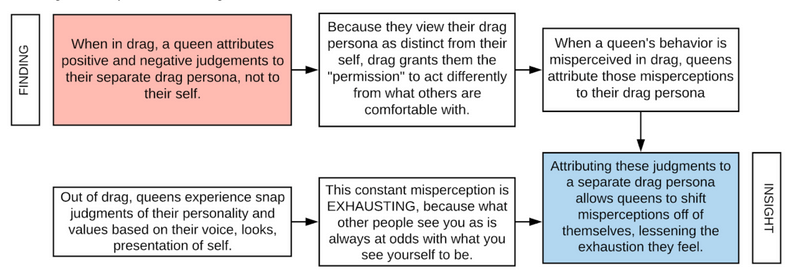 FINDING
When in drag, a queen attributes
positive and negative judgements to
their separate drag persona, not to
their self.
Because they view their drag
persona as distinct from their
self, drag grants them the
"permission" to act differently
from what others are
comfortable with.
When a queen's behavior is
misperceived in drag, queens
attribute those misperceptions
to their drag persona
Out of drag, queens experience snap
judgments of their personality and
values based on their voice, looks,
presentation of self.
This constant misperception is
EXHAUSTING, because what
other people see you as is
always at odds with what you
see yourself to be.
Attributing these judgments to
a separate drag persona
allows queens to shift
misperceptions off of
themselves, lessening the
exhaustion they feel.
INSIGHT